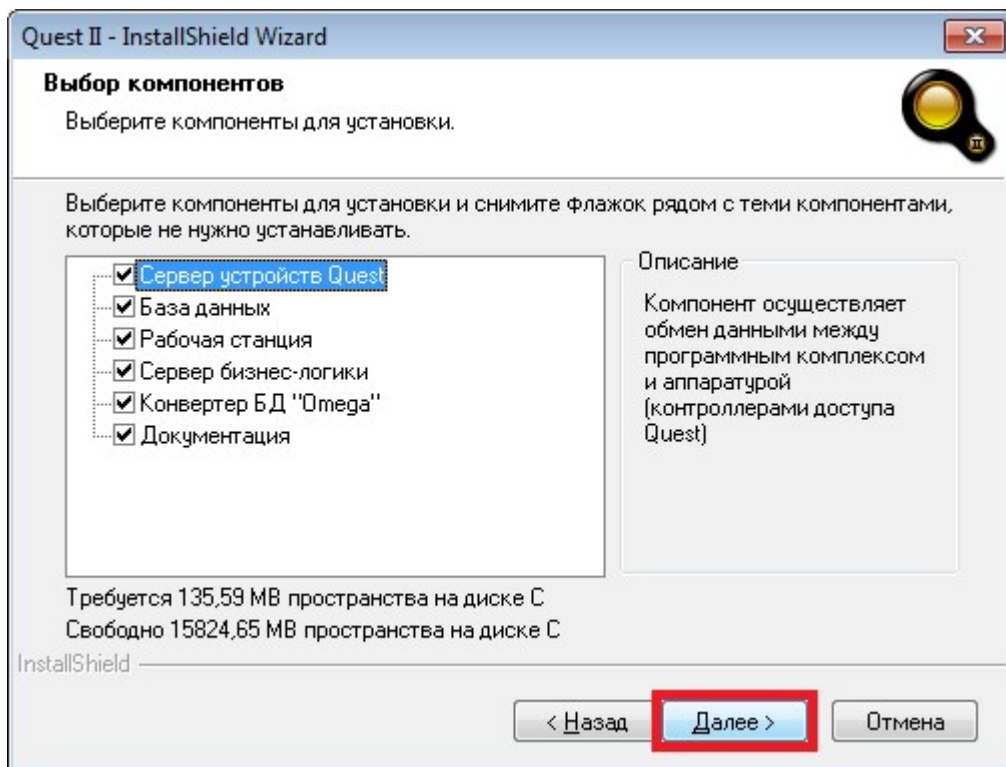 Quest II - InstallShield Wizard
Выбор компонентов
Выберите компоненты для установки.
II
Выберите компоненты для установки и снимите флажок рядом с теми компонентами,
которые не нужно устанавливать.
Сервер устройств Quest
База данных
Рабочая станция
Сервер бизнес-логики
Конвертер БД "Omega"
Документация
Описание
Компонент осуществляет
обмен данными между
программным комплексом
и аппаратурой
(контроллерами доступа
Quest)
Требуется 135,59 MB пространства на диске C
Свободно 15824,65 MB пространства на диске C
InstallShield
< Назад
Далее >
Отмена